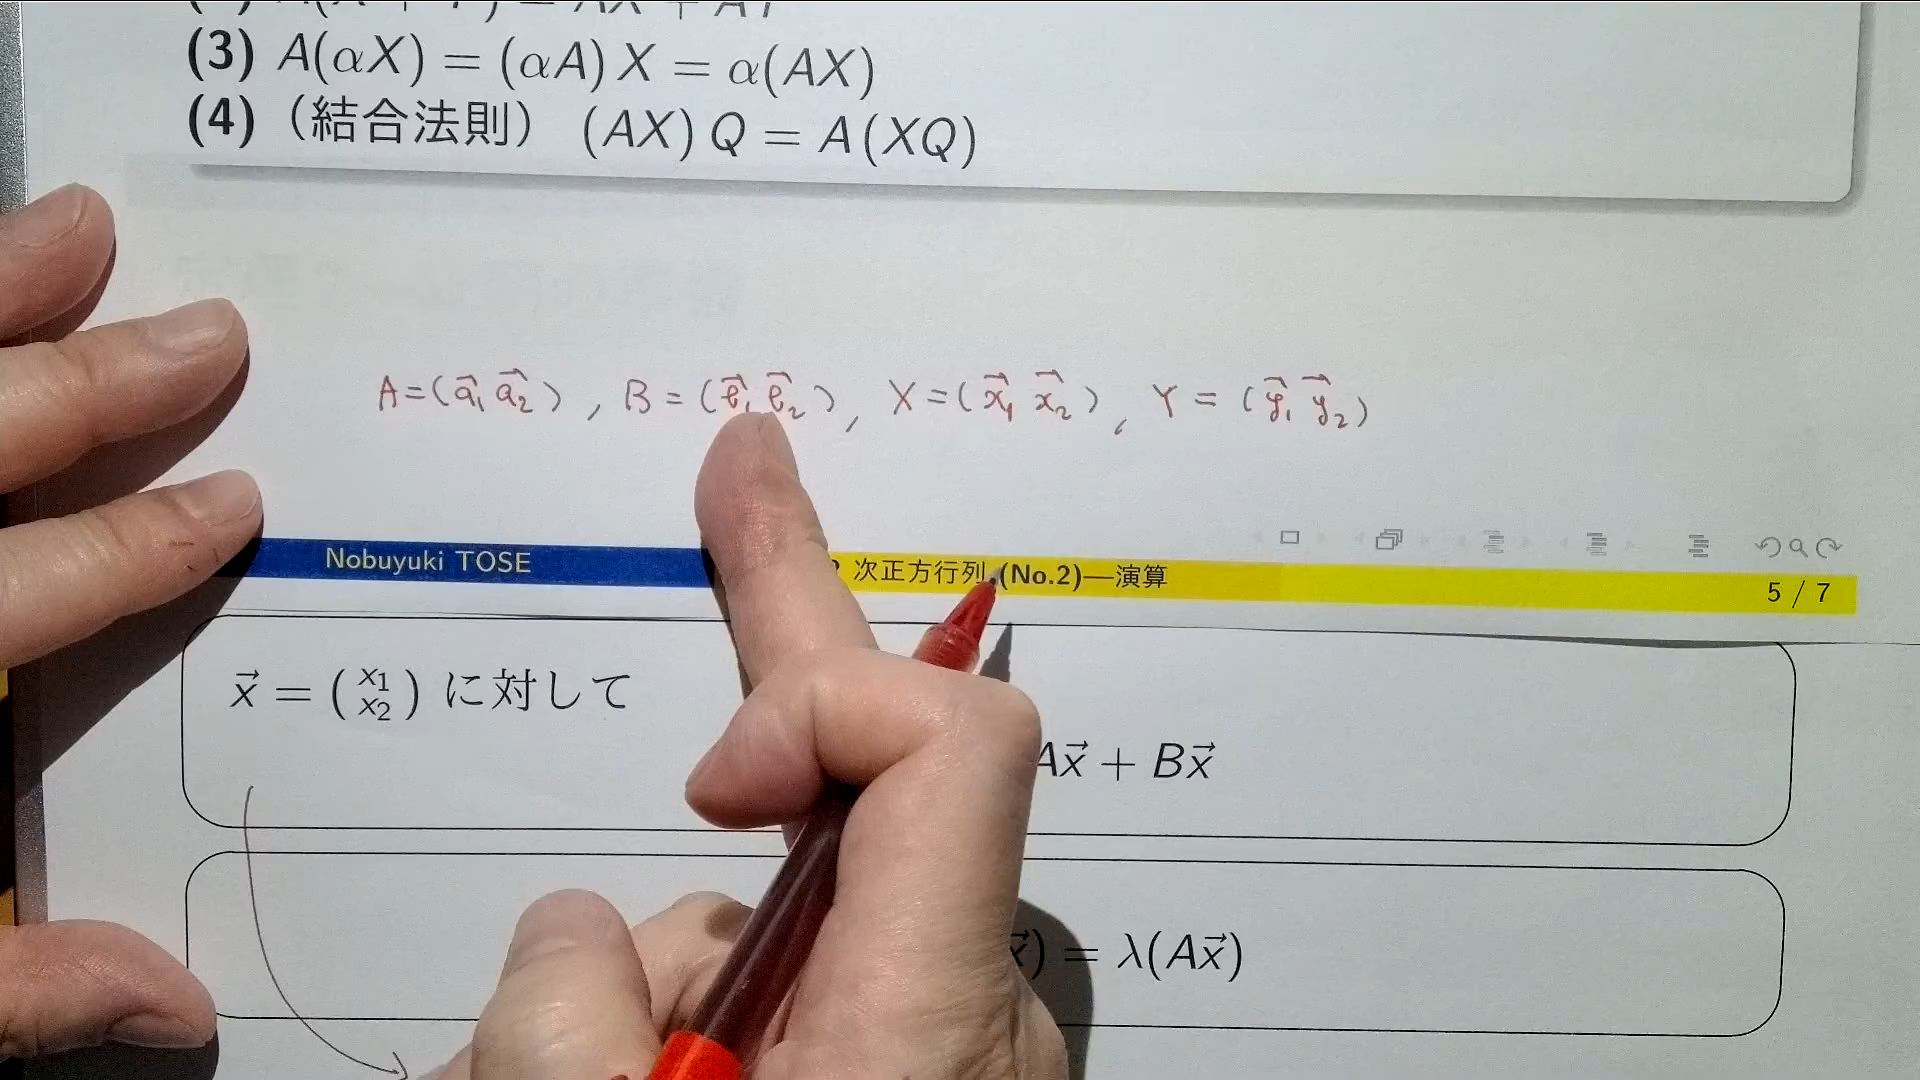 (3) A(αX) = (αA)X = α(AX)
(4)（結合法則） (AX)Q = A(XQ)
A=(a⃗₁ a⃗₂), B=(b⃗₁ b⃗₂), X=(x⃗₁ x⃗₂), Y=(y⃗₁ y⃗₂)
Nobuyuki TOSE 次正方行列 (No.2)—演算 5 / 7
x⃗ = (x₁ x₂) に対して
Ax⃗ + Bx⃗
x⃗) = λ(Ax⃗)